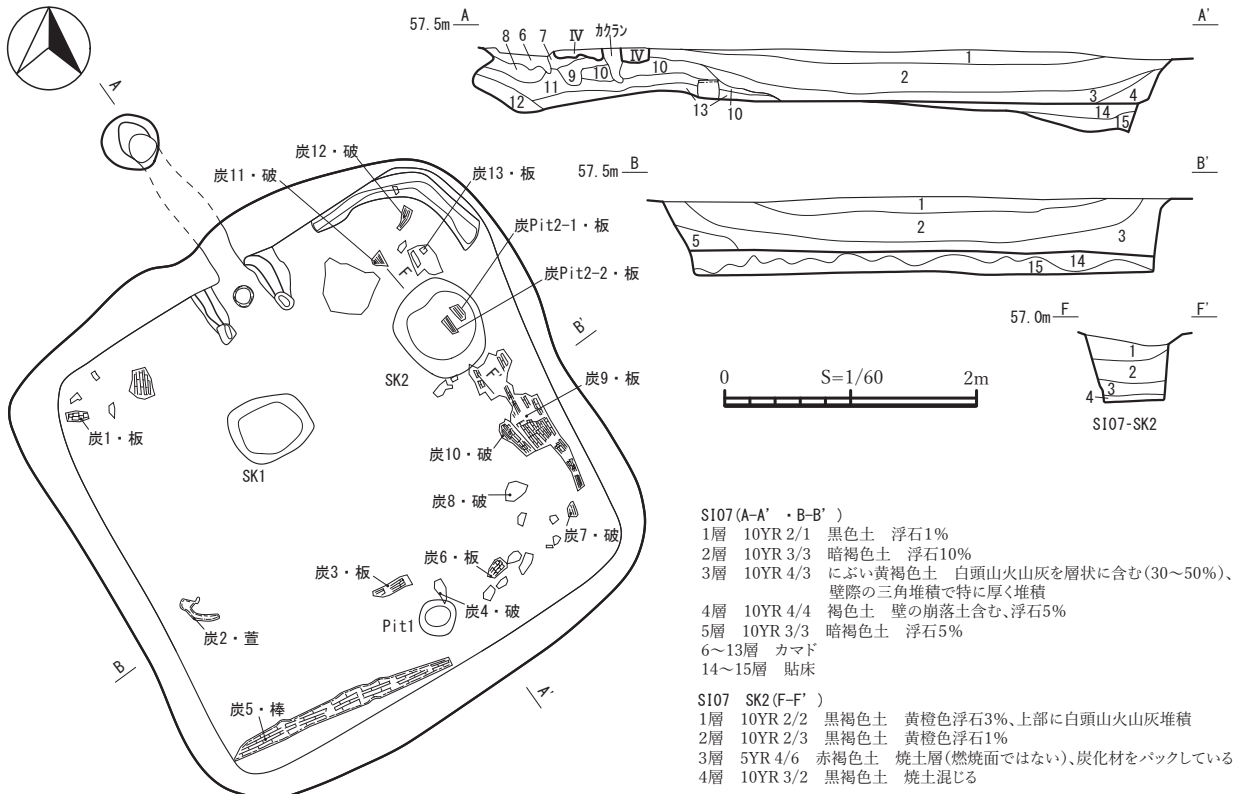 57.5m A A'
8 6 7 Ⅳ カクラン Ⅳ 1
9 10 10 2
11 3 4
12 13 10 14
15
A
炭12・破
炭11・破 炭13・板
57.5m B B'
炭Pit2-1・板
1
2 3
5
炭Pit2-2・板
14
15
F
B'
57.0m F F'
1
2
3
4
SI07-SK2
SK2
F'
炭9・板
0 S=1/60 2m
炭1・板
炭10・破
SK1
炭8・破
炭7・破
炭6・板
炭3・板
炭4・破
炭2・萱
Pit1
B
A'
炭5・棒
SI07(A-A' ・B-B' )
1層 10YR 2/1 黒色土 浮石1%
2層 10YR 3/3 暗褐色土 浮石10%
3層 10YR 4/3 にぶい黄褐色土 白頭山火山灰を層状に含む(30~50%)、
壁際の三角堆積で特に厚く堆積
4層 10YR 4/4 褐色土 壁の崩落土含む、浮石5%
5層 10YR 3/3 暗褐色土 浮石5%
6~13層 カマド
14~15層 貼床
SI07 SK2(F-F' )
1層 10YR 2/2 黒褐色土 黄橙色浮石3%、上部に白頭山火山灰堆積
2層 10YR 2/3 黒褐色土 黄橙色浮石1%
3層 5YR 4/6 赤褐色土 焼土層(燃焼面ではない)、炭化材をパックしている
4層 10YR 3/2 黒褐色土 焼土混じる